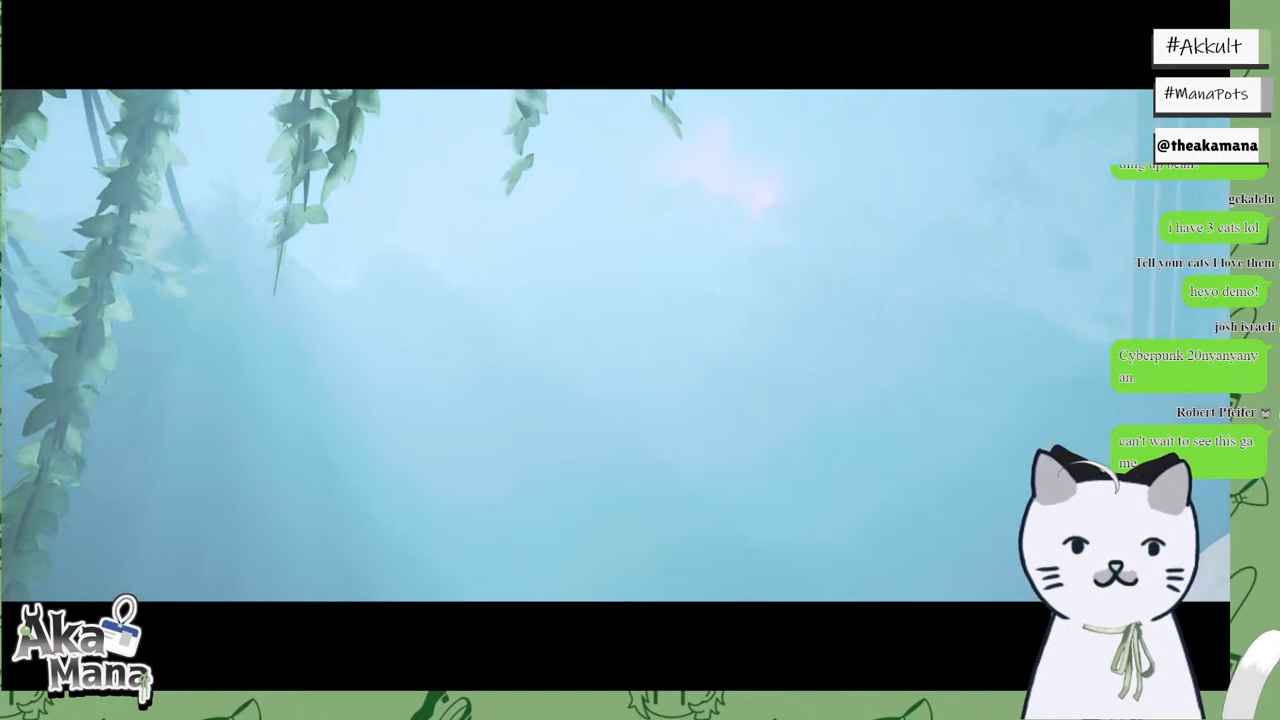 #Akkult
#ManaPots
@theakamana
gekalelu
i have 3 cats lol
Tell your cats I love them
heyo demo!
josh israeli
Cyberpunk 20nyanyany
an.
Robert Pfeifer
can't wait to see this ga
me
Aka
Mana